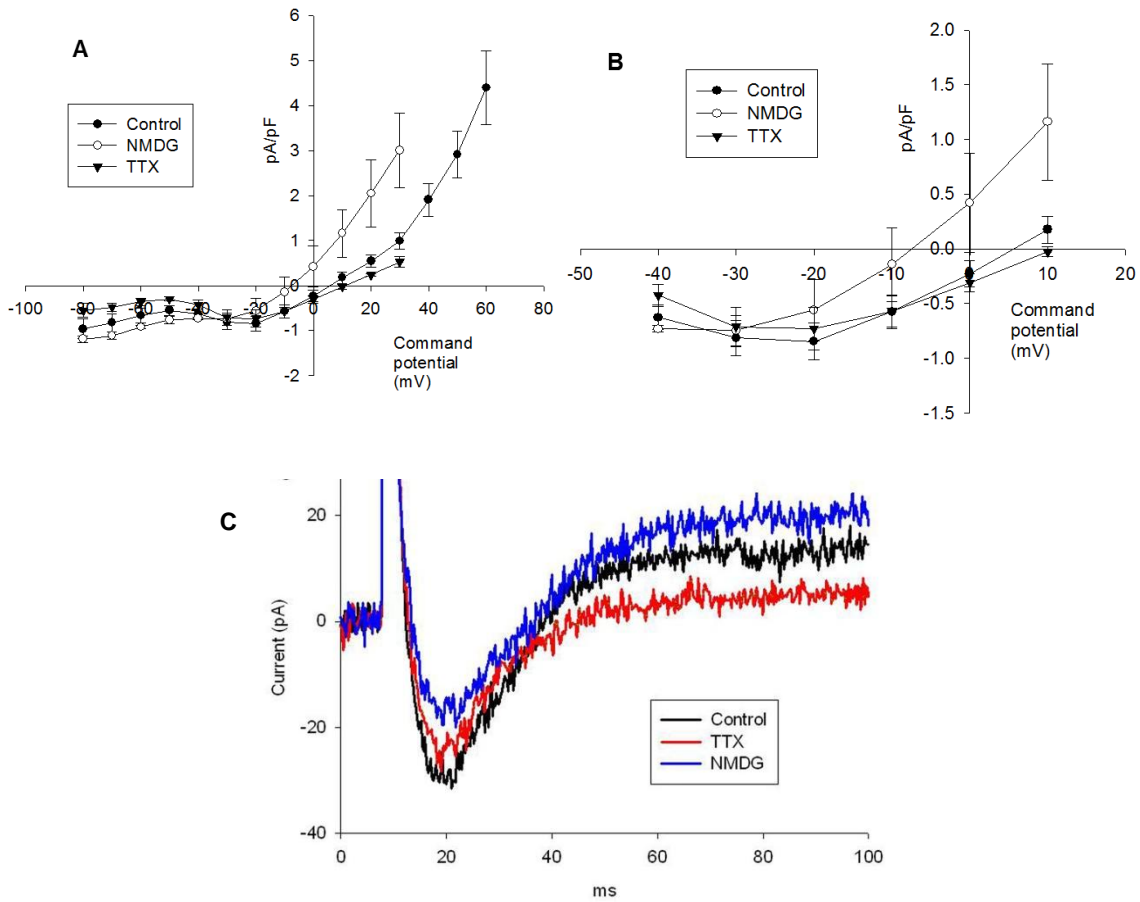 A
pA/pF
Control
NMDG
TTX
6
5
4
3
2
1
0
-1
-2
-100 -80 -60 -40 -20 0 20 40 60 80
Command
potential
(mV)
B
pA/pF
Control
NMDG
TTX
2.0
1.5
1.0
0.5
0.0
-0.5
-1.0
-1.5
-50 -40 -30 -20 -10 0 10 20
Command
potential
(mV)
C
Current (pA)
20
0
-20
-40
Control
TTX
NMDG
0 20 40 60 80 100
ms